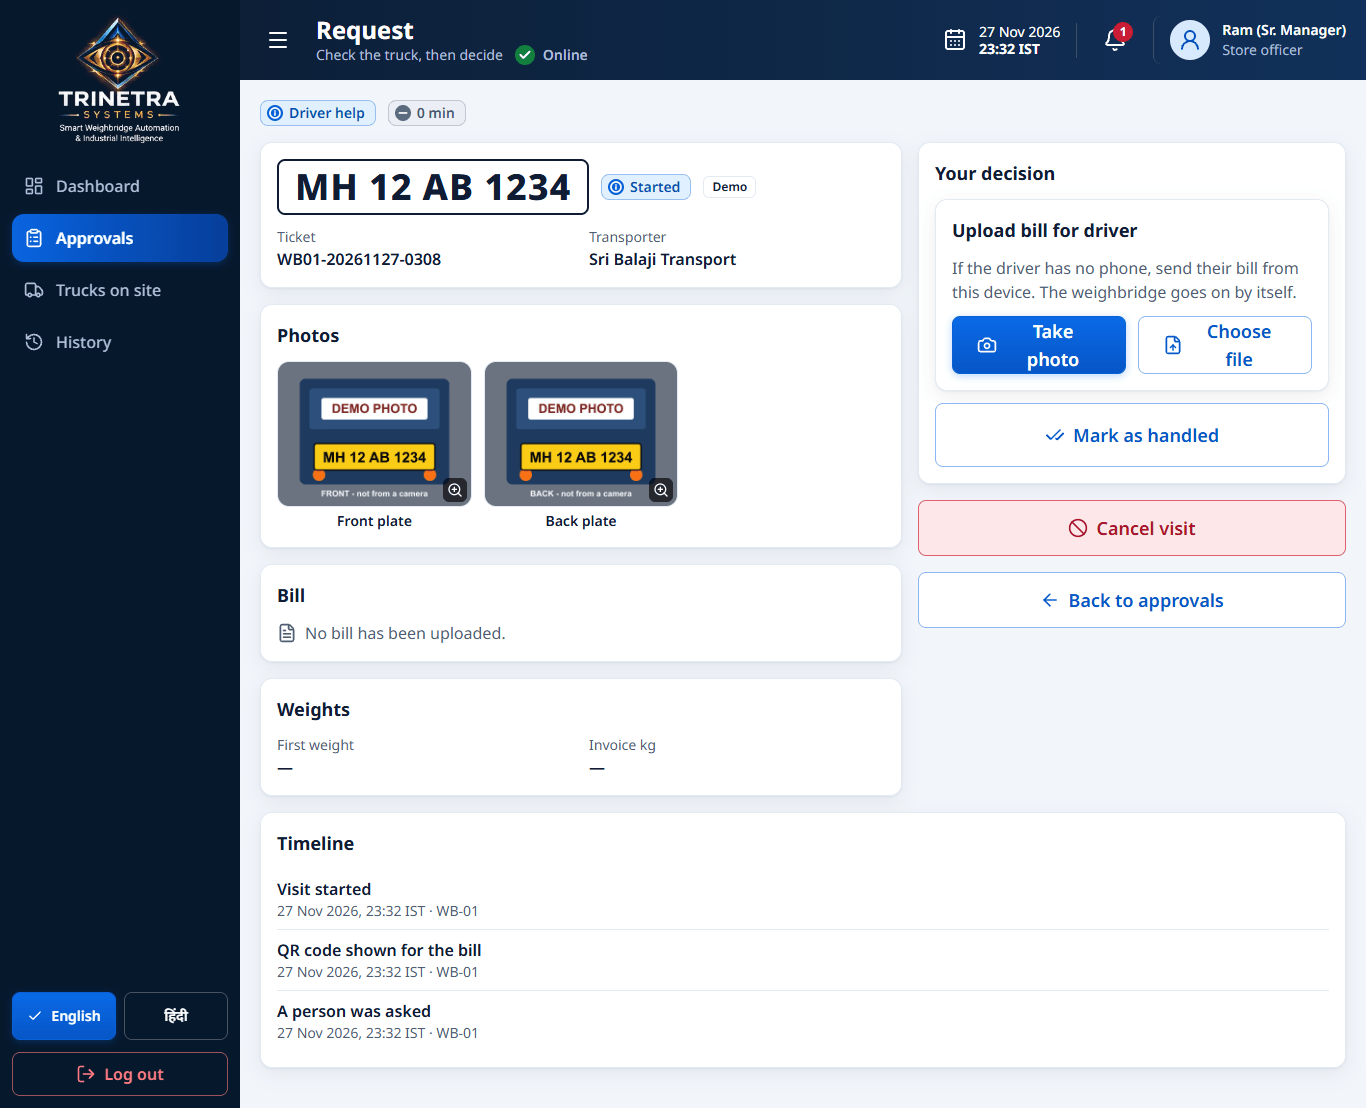 TRINETRA
SYSTEMS
Smart Weighbridge Automation
& Industrial Intelligence
Dashboard
Approvals
Trucks on site
History
English
हिंदी
Log out
Request
Check the truck, then decide
Online
27 Nov 2026
23:32 IST
1
Ram (Sr. Manager)
Store officer
Driver help
0 min
MH 12 AB 1234
Started
Demo
Ticket
WB01-20261127-0308
Transporter
Sri Balaji Transport
Photos
DEMO PHOTO
MH 12 AB 1234
FRONT - not from a camera
Front plate
DEMO PHOTO
MH 12 AB 1234
BACK - not from a camera
Back plate
Bill
No bill has been uploaded.
Weights
First weight
—
Invoice kg
—
Your decision
Upload bill for driver
If the driver has no phone, send their bill from
this device. The weighbridge goes on by itself.
Take
photo
Choose
file
Mark as handled
Cancel visit
Back to approvals
Timeline
Visit started
27 Nov 2026, 23:32 IST · WB-01
QR code shown for the bill
27 Nov 2026, 23:32 IST · WB-01
A person was asked
27 Nov 2026, 23:32 IST · WB-01